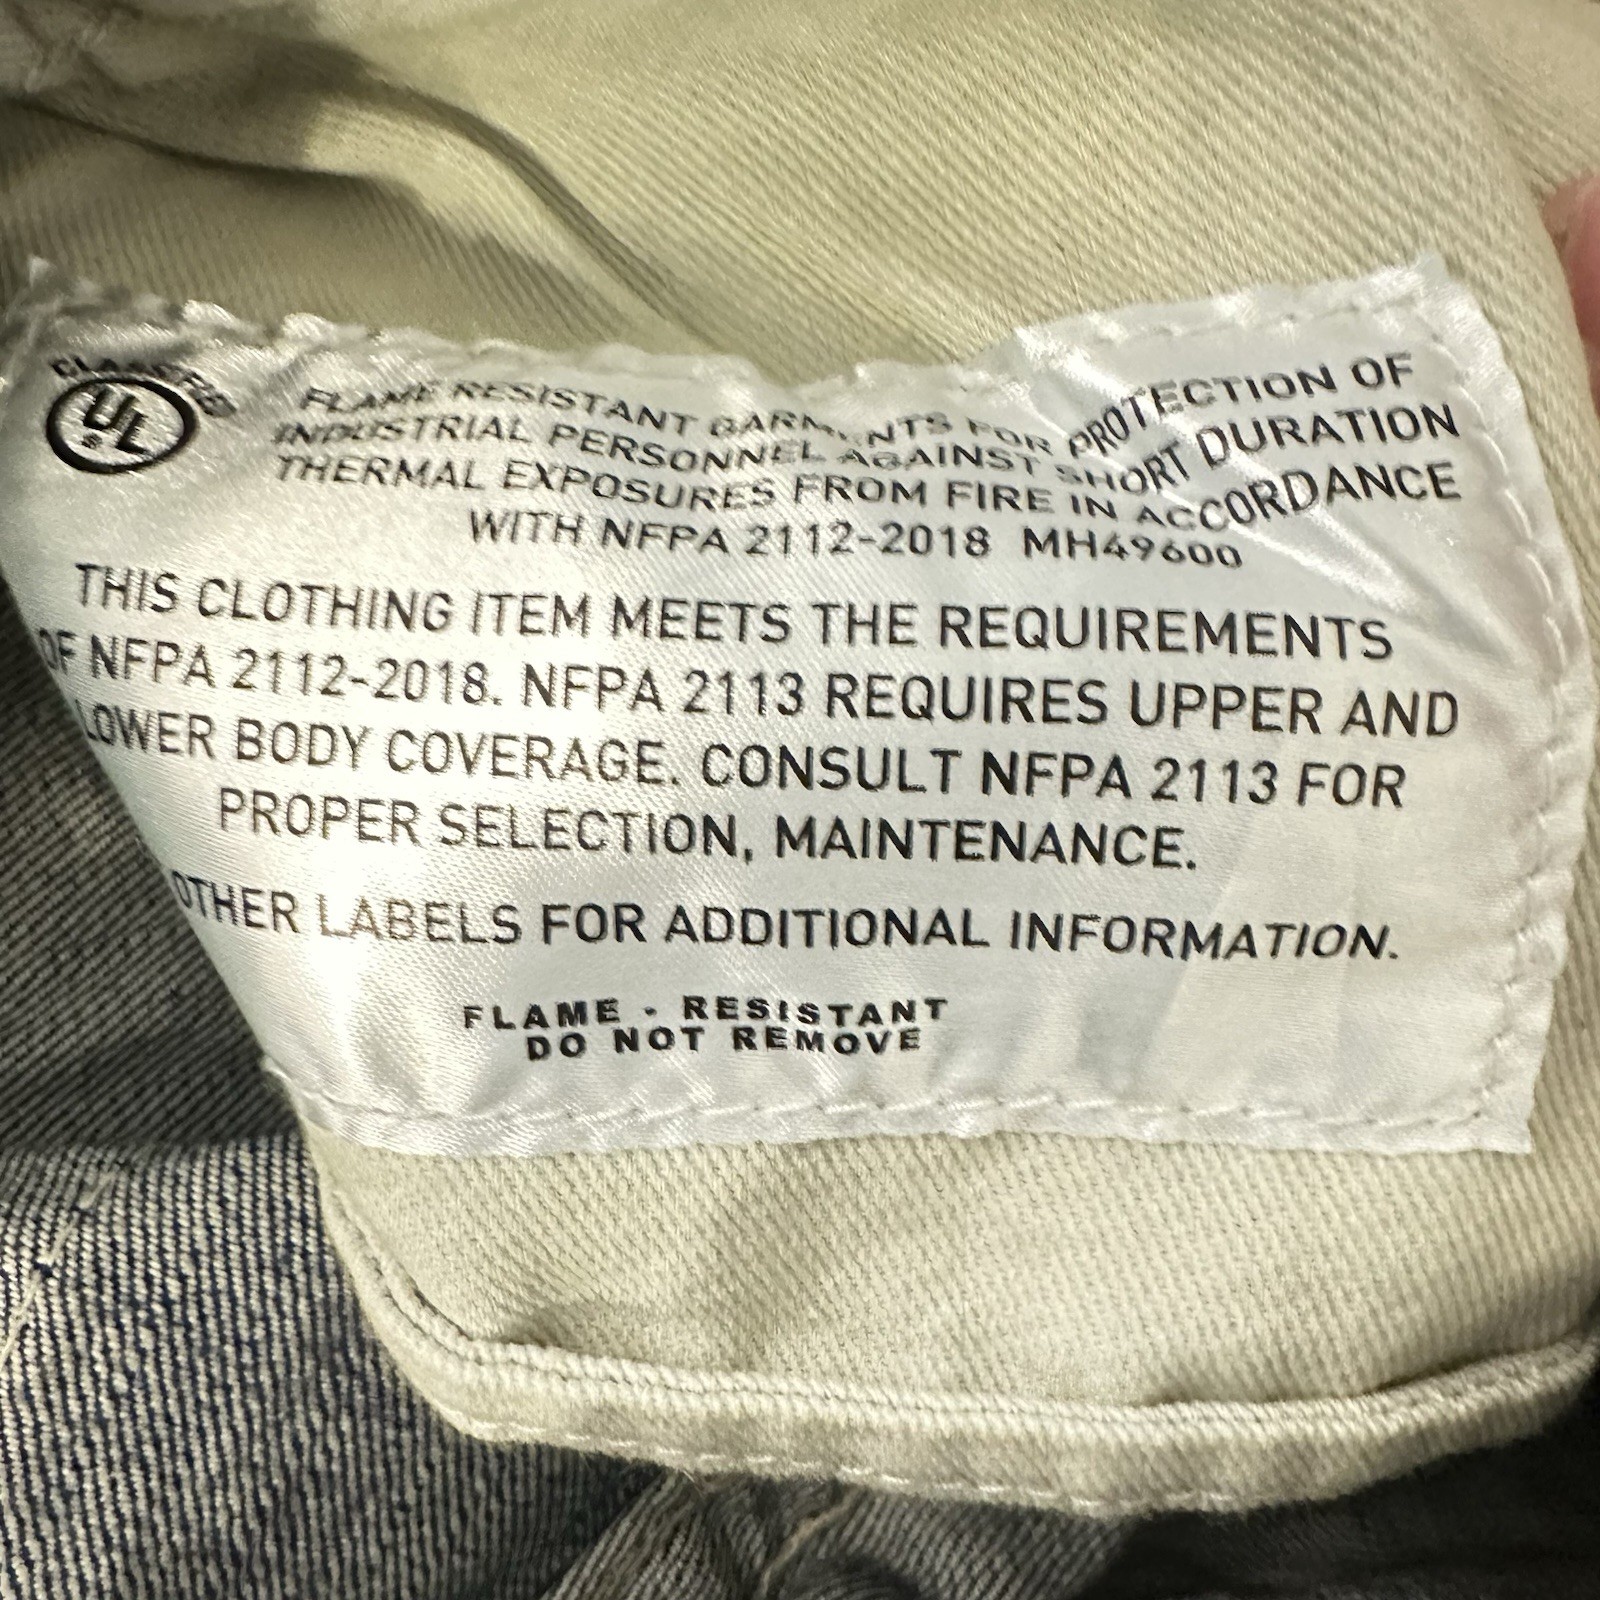 CLASSIFIED
UL
®
FLAME RESISTANT GARMENTS FOR PROTECTION OF
INDUSTRIAL PERSONNEL AGAINST SHORT DURATION
THERMAL EXPOSURES FROM FIRE IN ACCORDANCE
WITH NFPA 2112-2018 MH49600
THIS CLOTHING ITEM MEETS THE REQUIREMENTS
OF NFPA 2112-2018. NFPA 2113 REQUIRES UPPER AND
LOWER BODY COVERAGE. CONSULT NFPA 2113 FOR
PROPER SELECTION, MAINTENANCE.
OTHER LABELS FOR ADDITIONAL INFORMATION.
FLAME - RESISTANT
DO NOT REMOVE